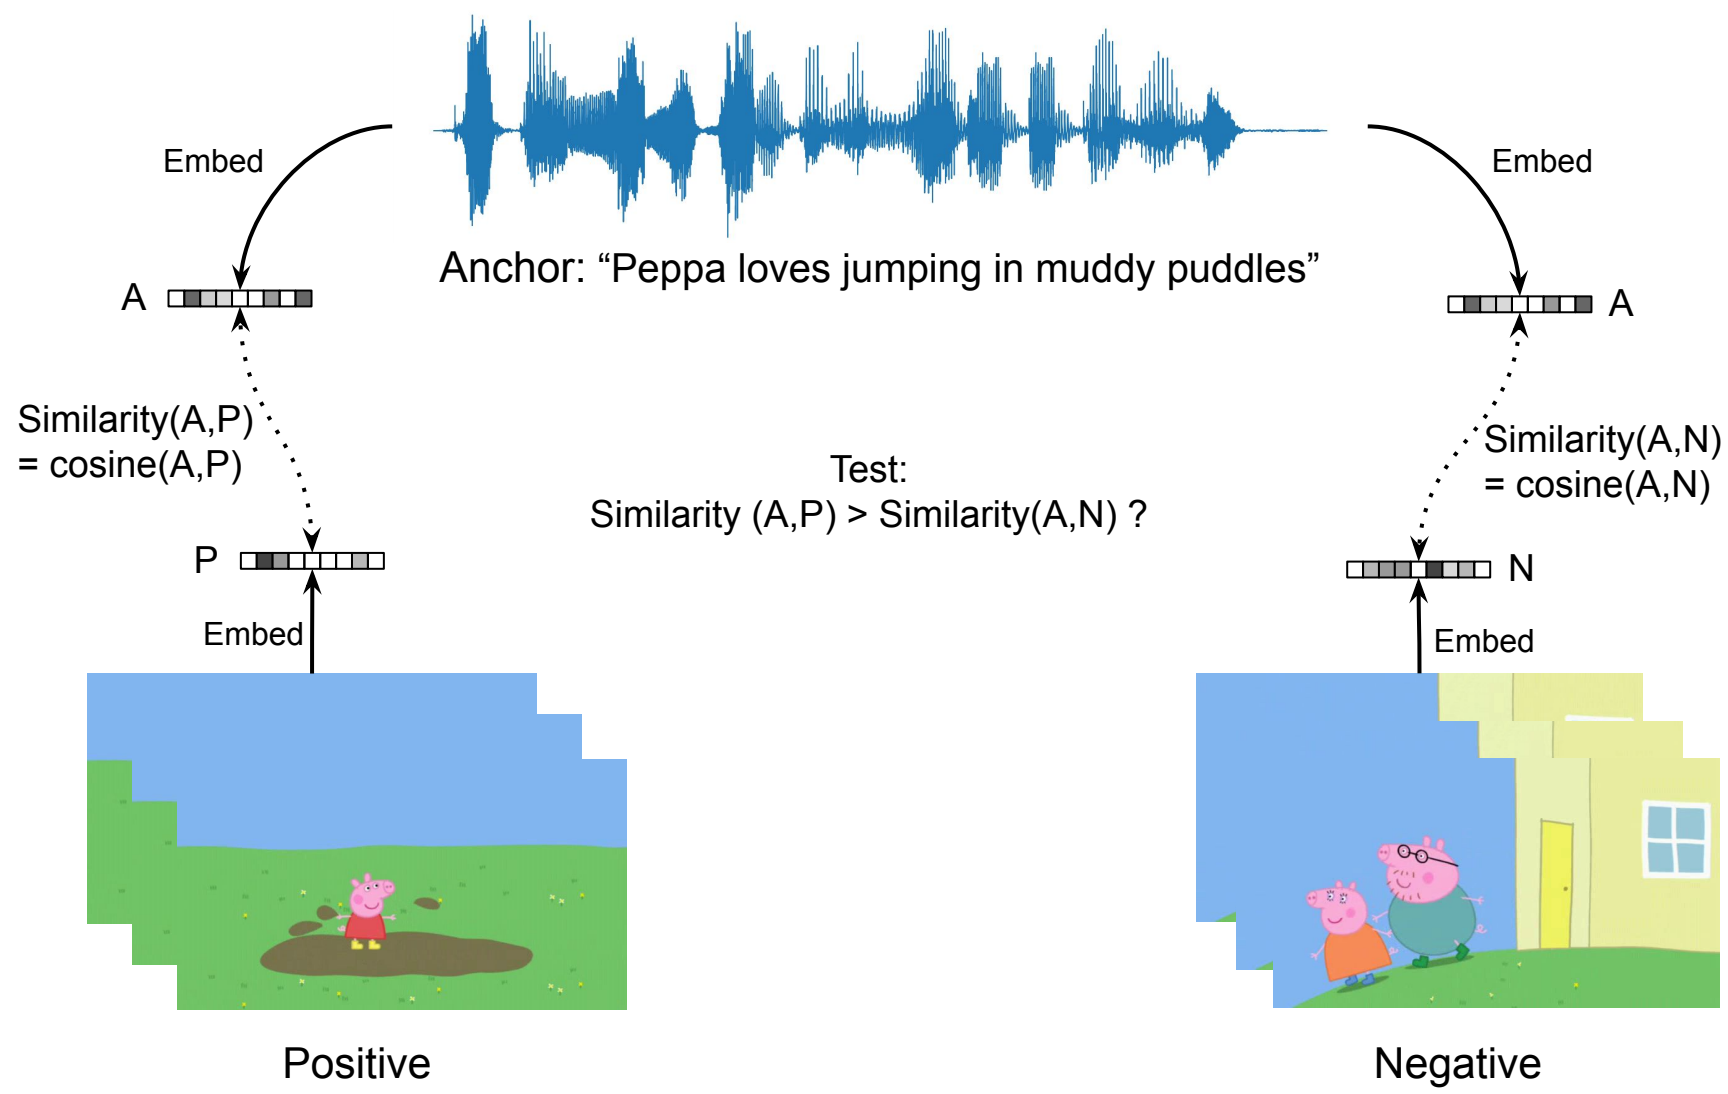 Embed
Embed
Anchor: “Peppa loves jumping in muddy puddles”
A
A
Similarity(A,P)
= cosine(A,P)
Similarity(A,N)
= cosine(A,N)
Test:
Similarity (A,P) > Similarity(A,N) ?
P
N
Embed
Embed
Positive
Negative